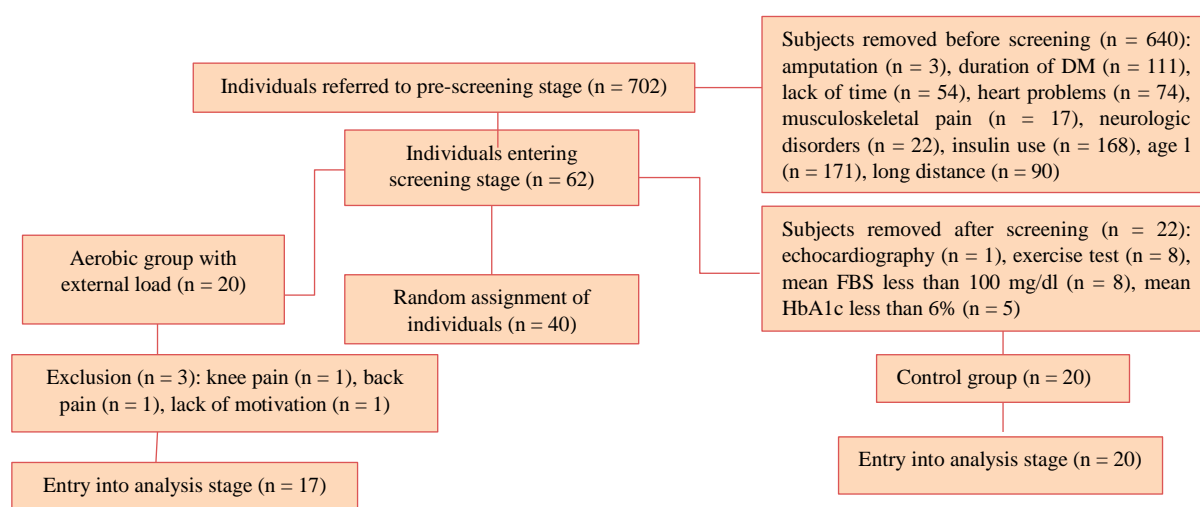 Individuals referred to pre-screening stage (n = 702)
Subjects removed before screening (n = 640):
amputation (n = 3), duration of DM (n = 111),
lack of time (n = 54), heart problems (n = 74),
musculoskeletal pain (n = 17), neurologic
disorders (n = 22), insulin use (n = 168), age l
(n = 171), long distance (n = 90)
Individuals entering
screening stage (n = 62)
Subjects removed after screening (n = 22):
echocardiography (n = 1), exercise test (n = 8),
mean FBS less than 100 mg/dl (n = 8), mean
HbA1c less than 6% (n = 5)
Aerobic group with
external load (n = 20)
Random assignment of
individuals (n = 40)
Exclusion (n = 3): knee pain (n = 1), back
pain (n = 1), lack of motivation (n = 1)
Control group (n = 20)
Entry into analysis stage (n = 17)
Entry into analysis stage (n = 20)